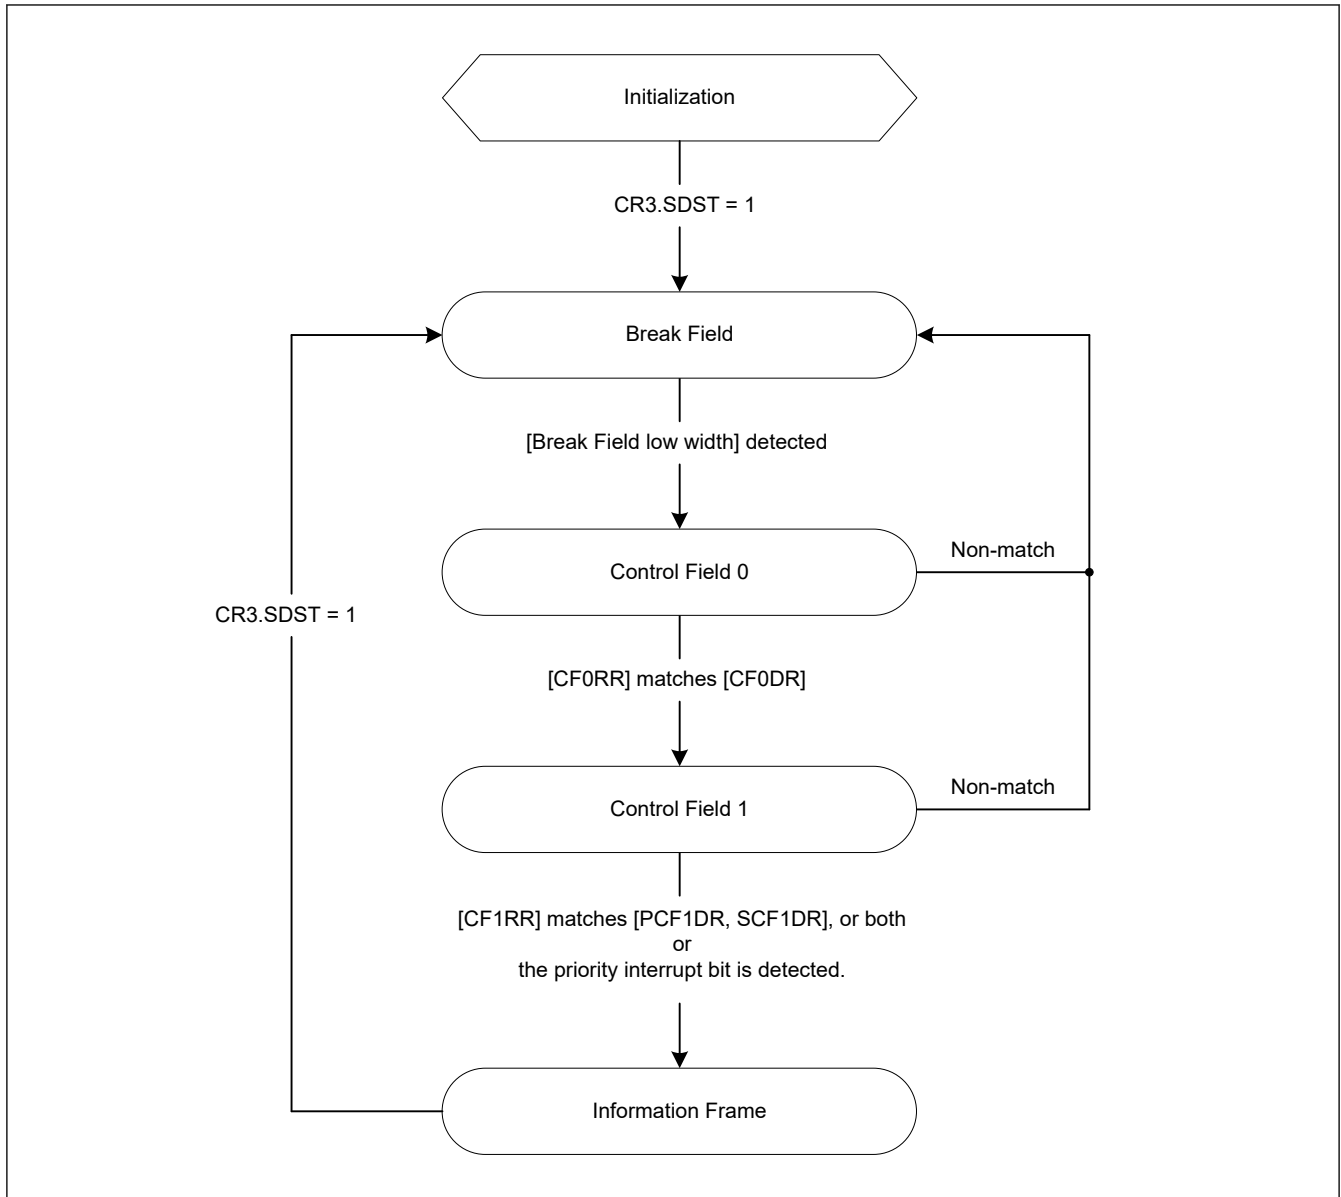 Initialization
CR3.SDST = 1
Break Field
[Break Field low width] detected
Control Field 0
Non-match
CR3.SDST = 1
[CF0RR] matches [CF0DR]
Control Field 1
Non-match
[CF1RR] matches [PCF1DR, SCF1DR], or both
or
the priority interrupt bit is detected.
Information Frame